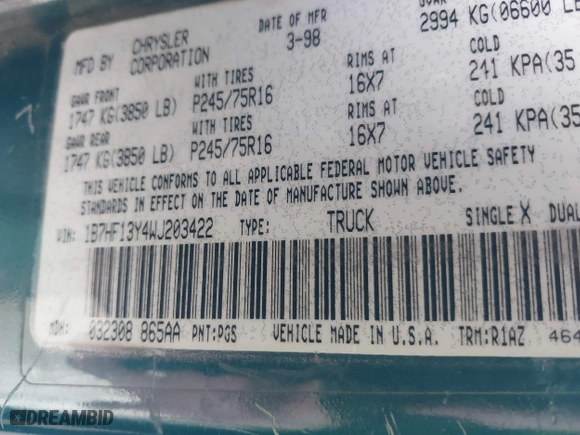 MFD BY CHRYSLER CORPORATION
DATE OF MFR 3-98
GVWR 2994 KG(06600 LB
GAWR FRONT WITH TIRES RIMS AT COLD
1747 KG(3850 LB) P245/75R16 16X7 241 KPA(35
GAWR REAR WITH TIRES RIMS AT COLD
1747 KG(3850 LB) P245/75R16 16X7 241 KPA(35
THIS VEHICLE CONFORMS TO ALL APPLICABLE FEDERAL MOTOR VEHICLE SAFETY
STANDARDS IN EFFECT ON THE DATE OF MANUFACTURE SHOWN ABOVE.
VIN: 1B7HF13Y4WJ203422 TYPE: TRUCK SINGLE X DUAL
MDH: 032308 865AA PNT:PGS VEHICLE MADE IN U.S.A. TRM:R1AZ 464
DREAMBID